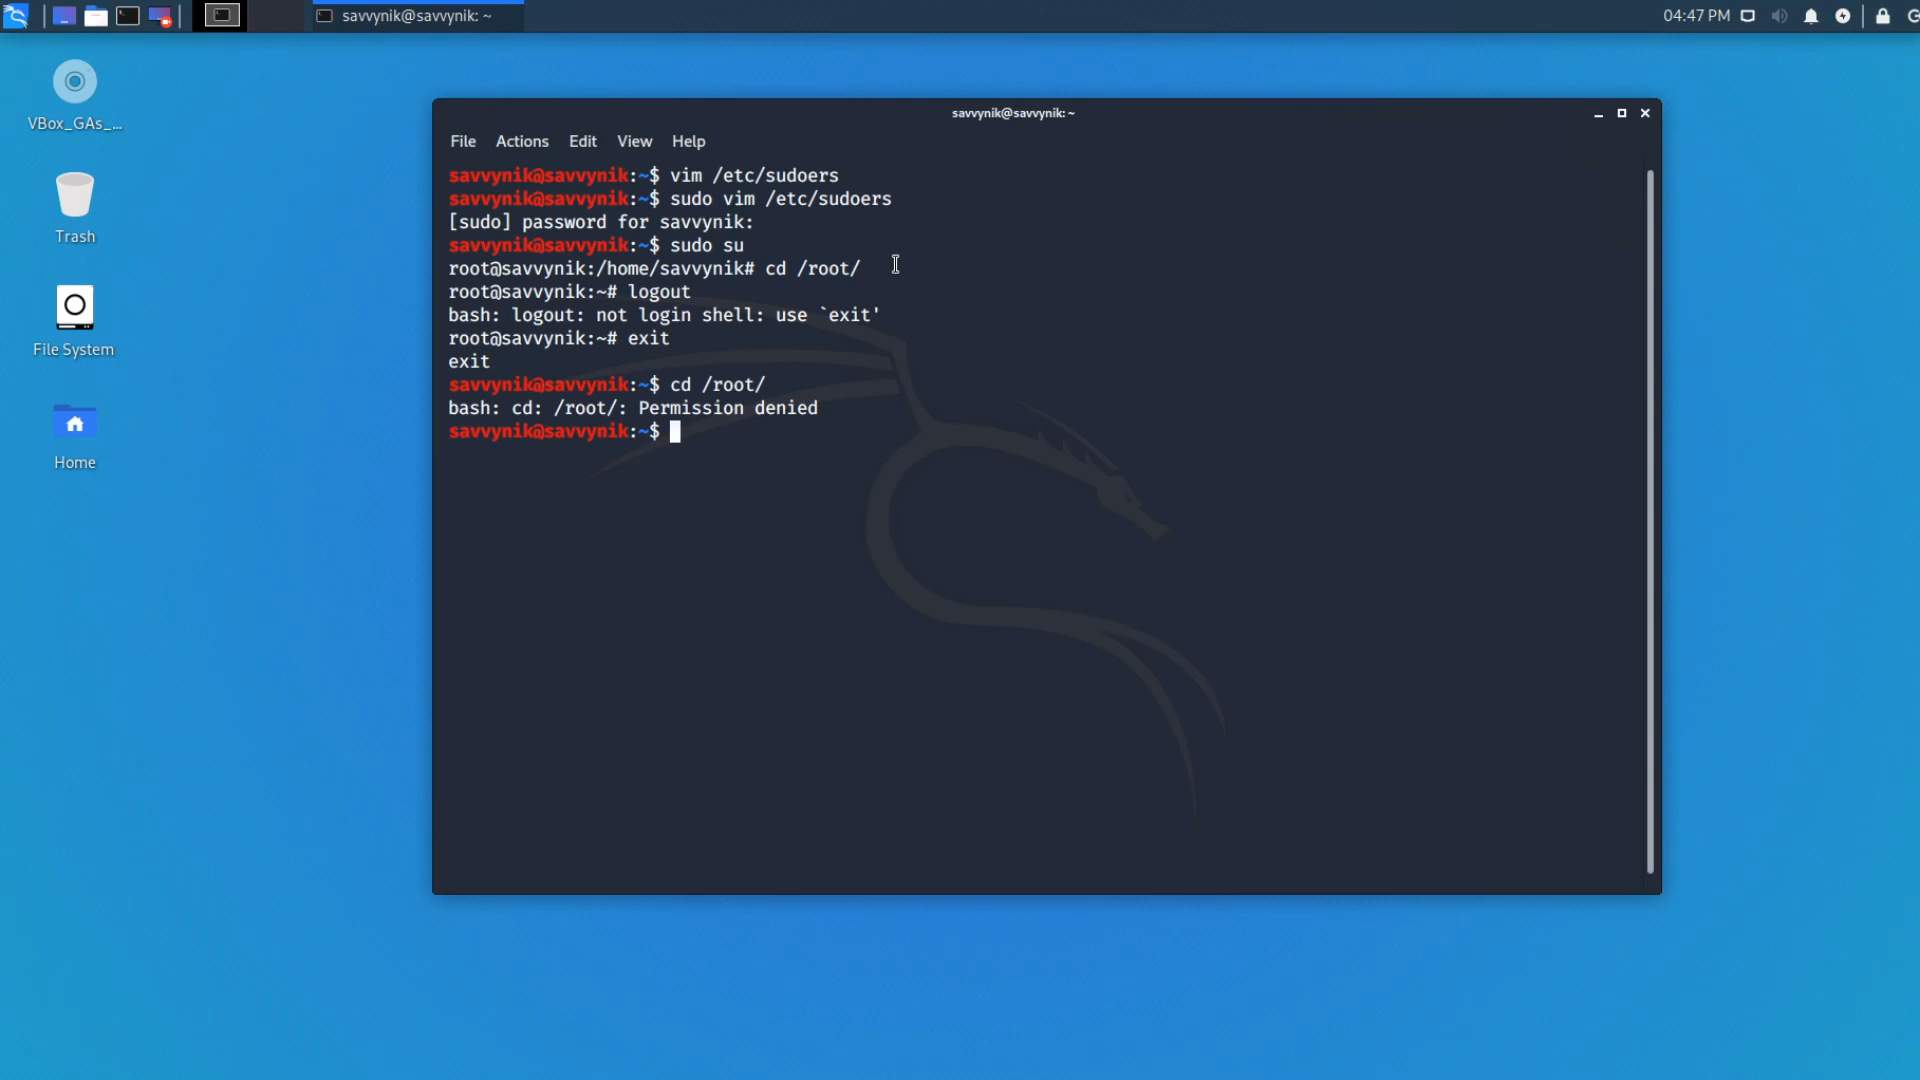 savvynik@savvynik: ~
04:47 PM
VBox_GAs_...
Trash
File System
Home
savvynik@savvynik: ~
File Actions Edit View Help
savvynik@savvynik:~$ vim /etc/sudoers
savvynik@savvynik:~$ sudo vim /etc/sudoers
[sudo] password for savvynik:
savvynik@savvynik:~$ sudo su
root@savvynik:/home/savvynik# cd /root/
root@savvynik:~# logout
bash: logout: not login shell: use `exit'
root@savvynik:~# exit
exit
savvynik@savvynik:~$ cd /root/
bash: cd: /root/: Permission denied
savvynik@savvynik:~$